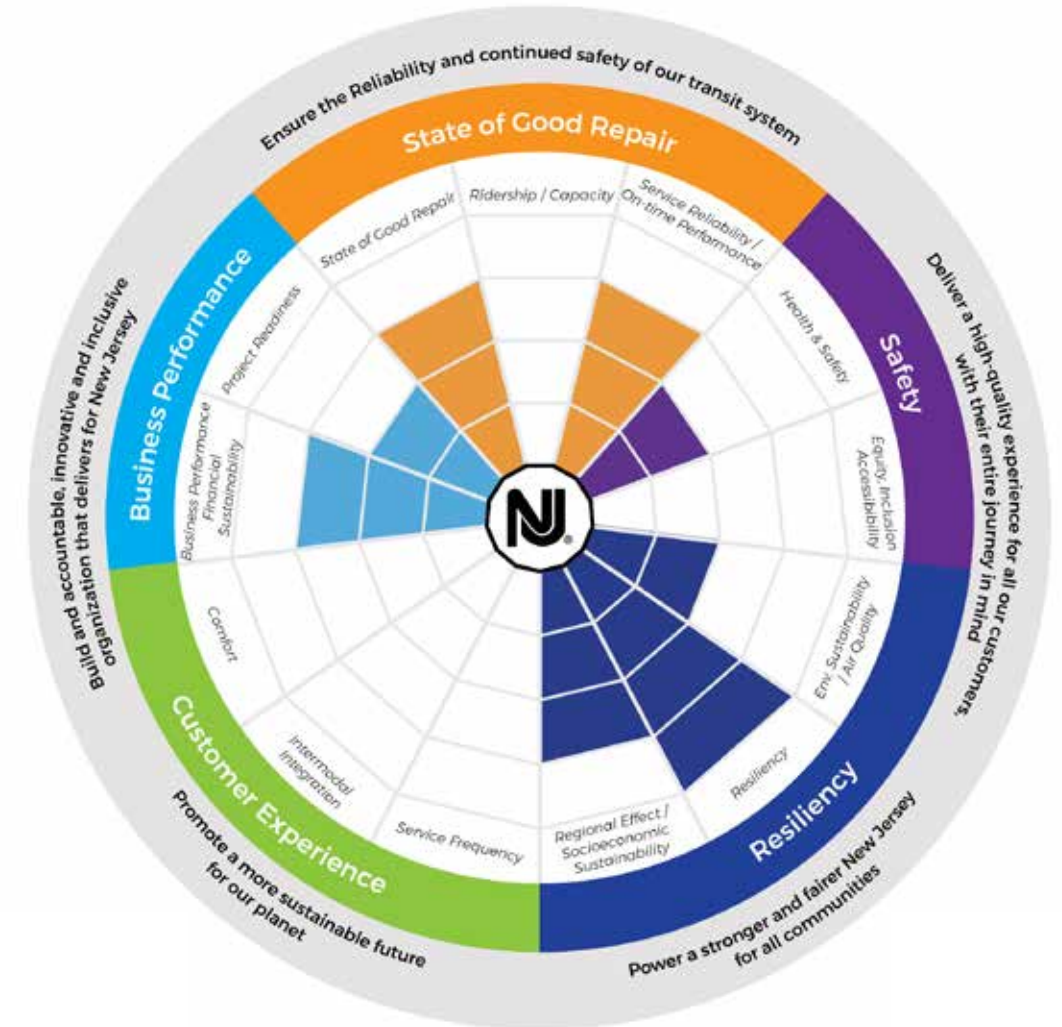 Ensure the Reliability and continued safety of our transit system
State of Good Repair
State of Good Repair
Ridership / Capacity
Service Reliability /
On-time Performance
Deliver a high-quality experience for all our customers,
with their entire journey in mind
Safety
Health & Safety
Equity, Inclusion
Accessibibility
Power a stronger and fairer New Jersey
for all communities
Resiliency
Env. Sustainability
/ Air Quality
Resiliency
Regional Effect /
Socioeconomic
Sustainability
Promote a more sustainable future
for our planet
Customer Experience
Service Frequency
Intermodal
Integration
Comfort
Build and accountable, innovative and inclusive
organization that delivers for New Jersey
Business Performance
Business Performance
Financial
Sustainability
Project Readiness
NJ
®